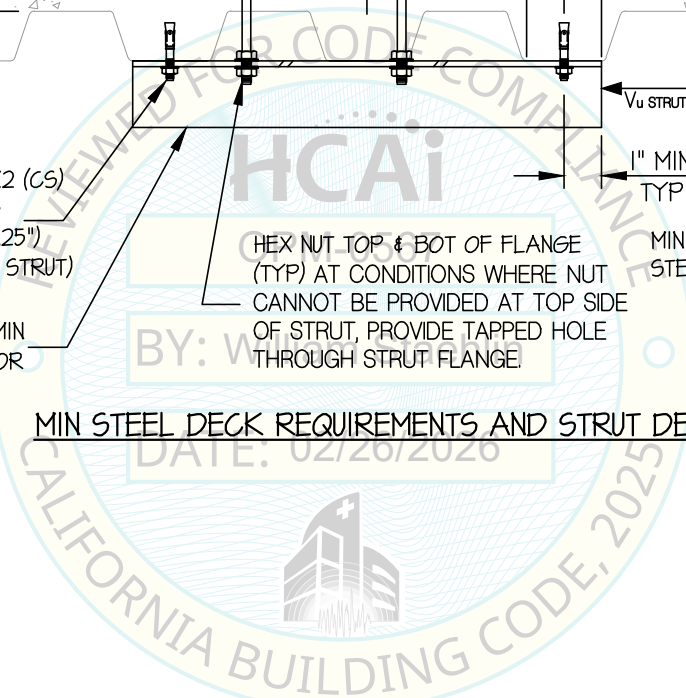 Vu STRUT
1" MIN
TYP
2 (CS)
25")
STRUT)
MIN
STE
HEX NUT TOP & BOT OF FLANGE
(TYP) AT CONDITIONS WHERE NUT
CANNOT BE PROVIDED AT TOP SIDE
OF STRUT, PROVIDE TAPPED HOLE
THROUGH STRUT FLANGE.
MIN
OR
MIN STEEL DECK REQUIREMENTS AND STRUT DE
REVIEWED FOR CODE COMPLIANCE
HCAi
OPM-0587
BY: William Staehlin
DATE: 02/26/2026
CALIFORNIA BUILDING CODE, 2025